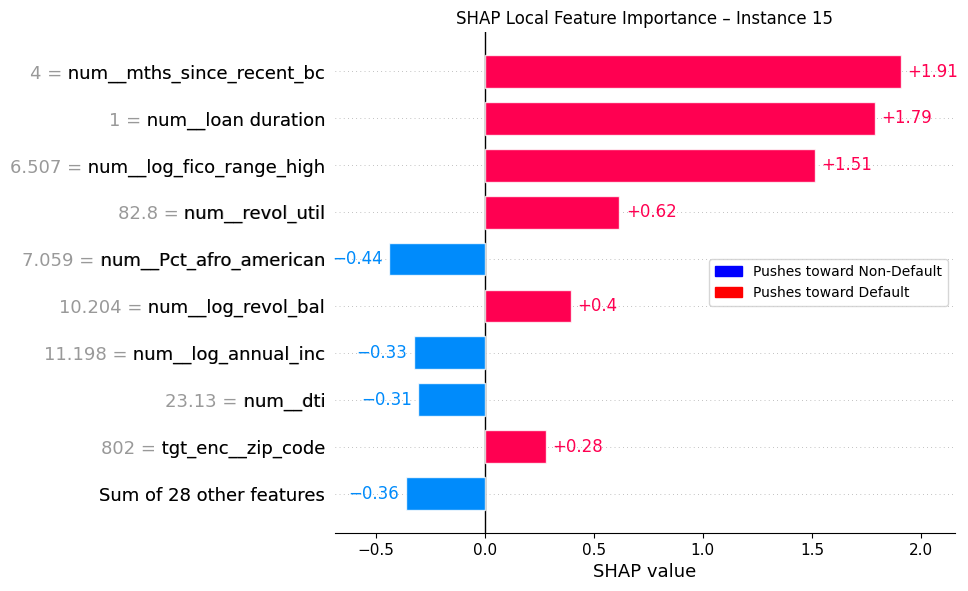 SHAP Local Feature Importance – Instance 15
4 = num__mths_since_recent_bc
+1.91
1 = num__loan duration
+1.79
6.507 = num__log_fico_range_high
+1.51
82.8 = num__revol_util
+0.62
7.059 = num__Pct_afro_american
−0.44
10.204 = num__log_revol_bal
+0.4
11.198 = num__log_annual_inc
−0.33
23.13 = num__dti
−0.31
802 = tgt_enc__zip_code
+0.28
Sum of 28 other features
−0.36
Pushes toward Non-Default
Pushes toward Default
−0.5 0.0 0.5 1.0 1.5 2.0
SHAP value